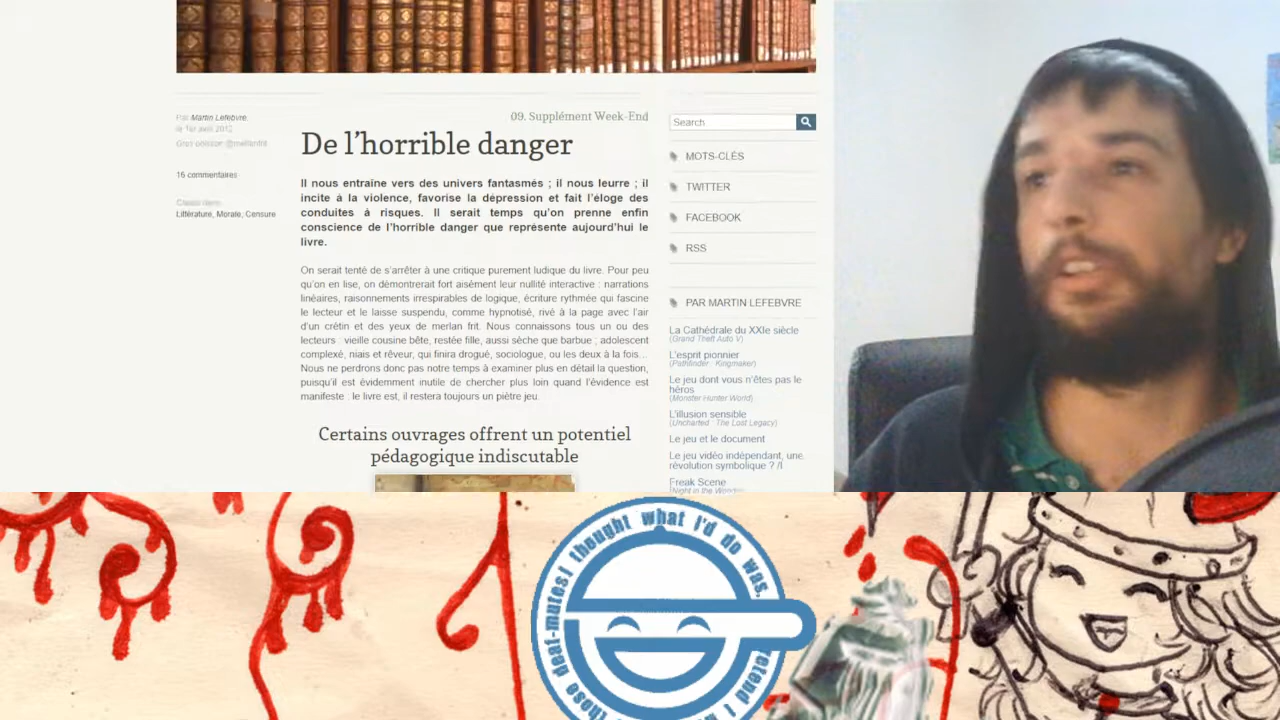 09. Supplément Week-End
De l'horrible danger
Par Martin Lefebvre,
le 1er avril 2012
Gros poisson @merlanfrit
16 commentaires
Littérature, Morale, Censure
Il nous entraîne vers des univers fantasmés ; il nous leurre ; il
incite à la violence, favorise la dépression et fait l'éloge des
conduites à risques. Il serait temps qu'on prenne enfin
conscience de l'horrible danger que représente aujourd'hui le
livre.
On serait tenté de s'arrêter à une critique purement ludique du livre. Pour peu
qu'on en lise, on démontrerait fort aisément leur nullité interactive : narrations
linéaires, raisonnements irrespirables de logique, écriture rythmée qui fascine
le lecteur et le laisse suspendu, comme hypnotisé, rivé à la page avec l'air
d'un crétin et des yeux de merlan frit. Nous connaissons tous un ou des
lecteurs : vieille cousine bête, restée fille, aussi sèche que barbue ; adolescent
complexé, niais et rêveur, qui finira drogué, sociologue, ou les deux à la fois...
Nous ne perdrons donc pas notre temps à examiner plus en détail la question,
puisqu'il est évidemment inutile de chercher plus loin quand l'évidence est
manifeste : le livre est, il restera toujours un piètre jeu.
Certains ouvrages offrent un potentiel
pédagogique indiscutable
Search
MOTS-CLÉS
TWITTER
FACEBOOK
RSS
PAR MARTIN LEFEBVRE
La Cathédrale du XXIe siècle
(Grand Theft Auto V)
L'esprit pionnier
(Pathfinder : Kingmaker)
Le jeu dont vous n'êtes pas le
héros
(Monster Hunter World)
L'illusion sensible
(Uncharted : The Lost Legacy)
Le jeu et le document
Le jeu vidéo indépendant, une
révolution symbolique ? /I
Freak Scene
(Night in the Woods)
I thought what I'd do was,
those deaf-mutes.